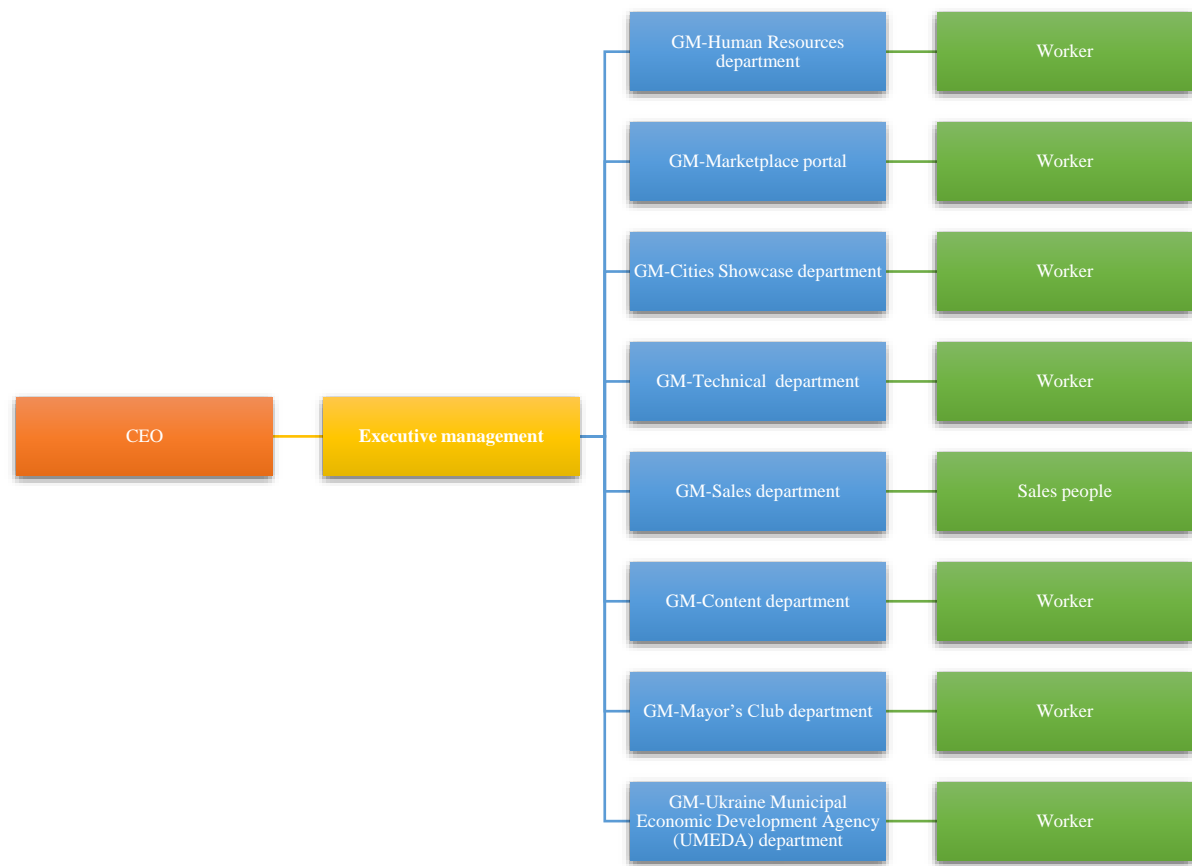 GM-Human Resources
department
Worker
GM-Marketplace portal
Worker
GM-Cities Showcase department
Worker
GM-Technical  department
Worker
CEO
Executive management
GM-Sales department
Sales people
GM-Content department
Worker
GM-Mayor’s Club department
Worker
GM-Ukraine Municipal
Economic Development Agency
(UMEDA) department
Worker